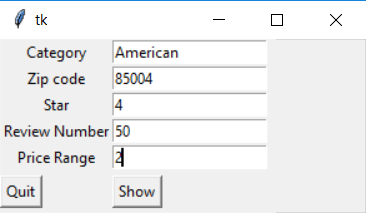 tk
Category American
Zip code 85004
Star 4
Review Number 50
Price Range 2
Quit Show